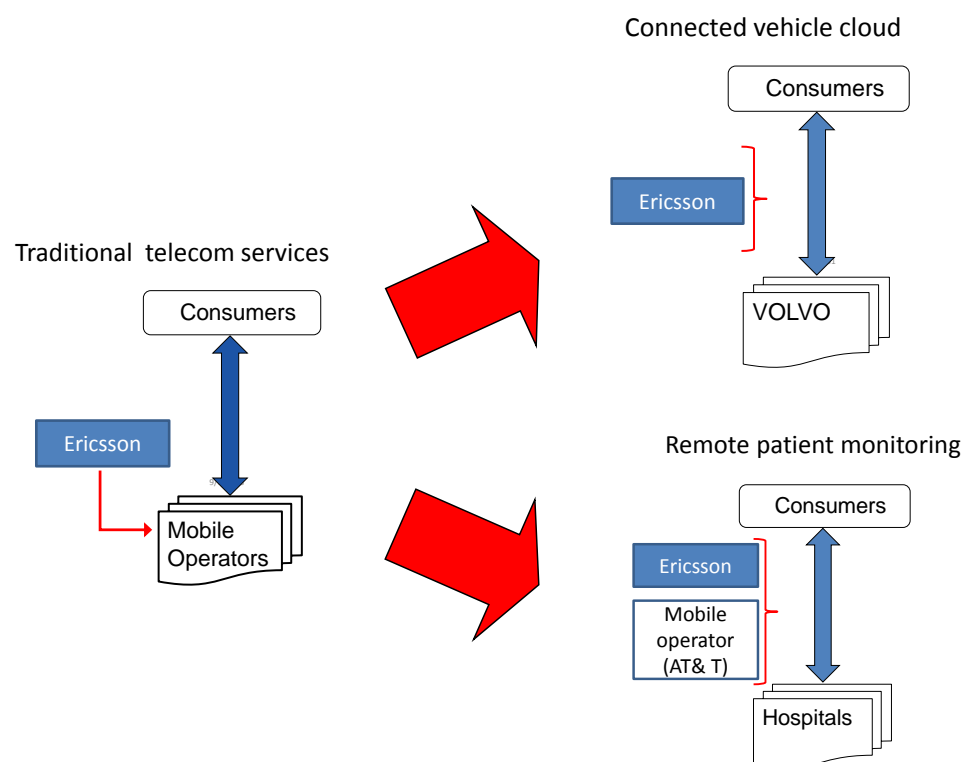 Connected vehicle cloud
Consumers
Ericsson
VOLVO
Traditional telecom services
Consumers
Ericsson
Mobile
Operators
Remote patient monitoring
Consumers
Ericsson
Mobile
operator
(AT& T)
Hospitals